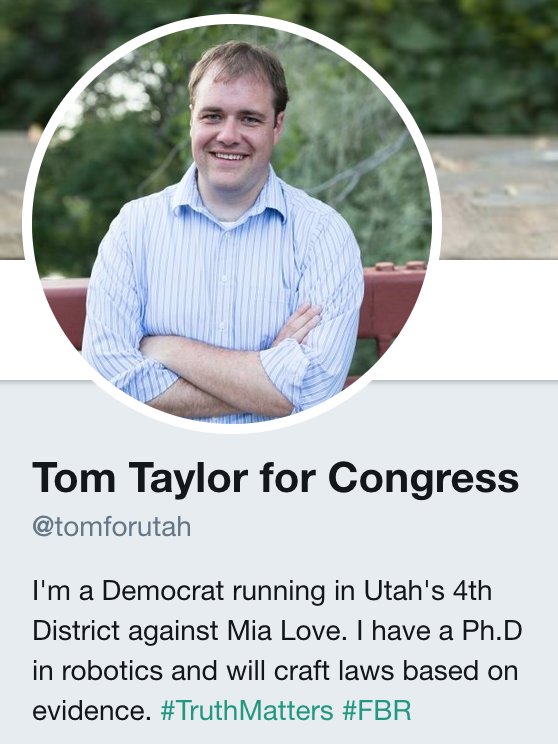 Tom Taylor for Congress
@tomforutah
I'm a Democrat running in Utah's 4th
District against Mia Love. I have a Ph.D
in robotics and will craft laws based on
evidence. #TruthMatters #FBR